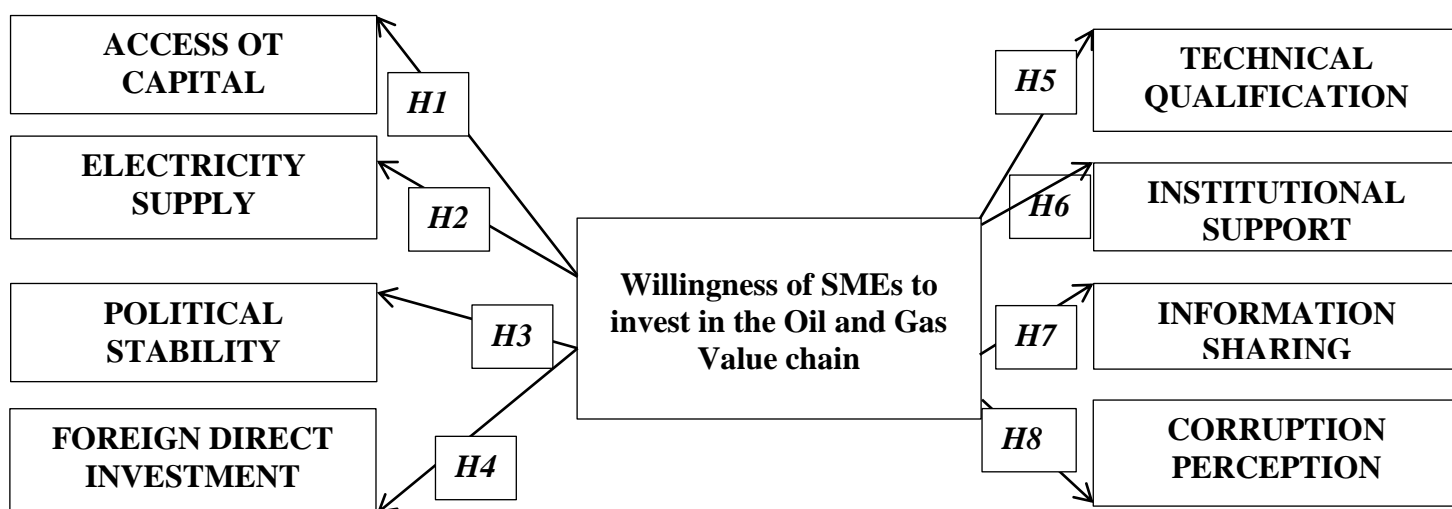 ACCESS OT
CAPITAL
H1
ELECTRICITY
SUPPLY
H2
POLITICAL
STABILITY
H3
FOREIGN DIRECT
INVESTMENT
H4
Willingness of SMEs to
invest in the Oil and Gas
Value chain
H5
TECHNICAL
QUALIFICATION
H6
INSTITUTIONAL
SUPPORT
H7
INFORMATION
SHARING
H8
CORRUPTION
PERCEPTION